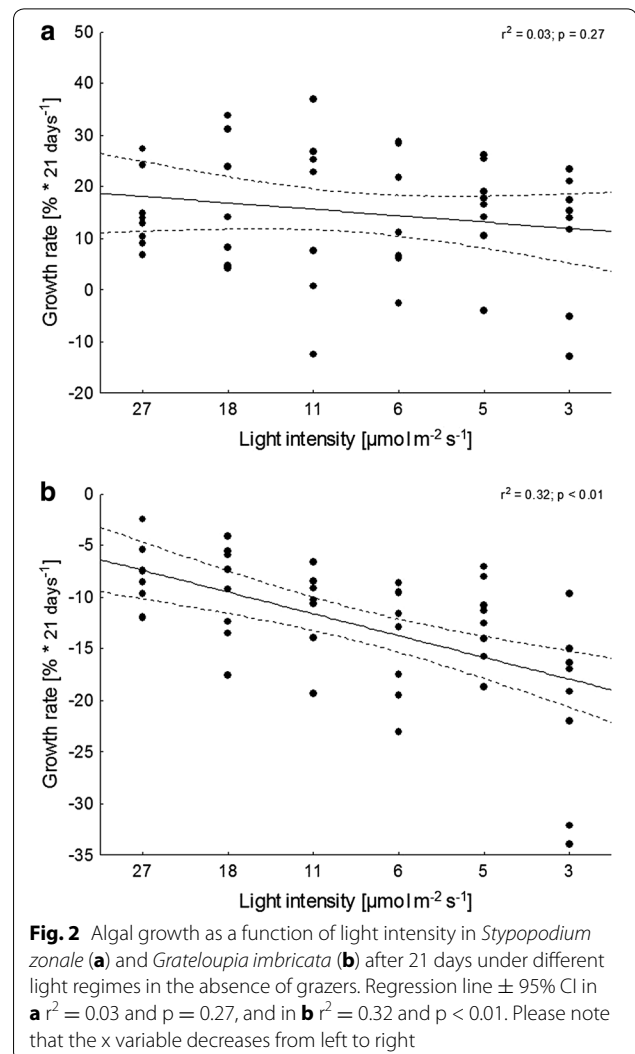 a
r² = 0.03; p = 0.27
50
40
30
20
10
0
-10
-20
Growth rate [% * 21 days⁻¹]
27 18 11 6 5 3
Light intensity [µmol m⁻² s⁻¹]
b
r² = 0.32; p < 0.01
0
-5
-10
-15
-20
-25
-30
-35
Growth rate [% * 21 days⁻¹]
27 18 11 6 5 3
Light intensity [µmol m⁻² s⁻¹]
Fig. 2 Algal growth as a function of light intensity in Stypopodium
zonale (a) and Grateloupia imbricata (b) after 21 days under different
light regimes in the absence of grazers. Regression line ± 95% CI in
a r² = 0.03 and p = 0.27, and in b r² = 0.32 and p < 0.01. Please note
that the x variable decreases from left to right